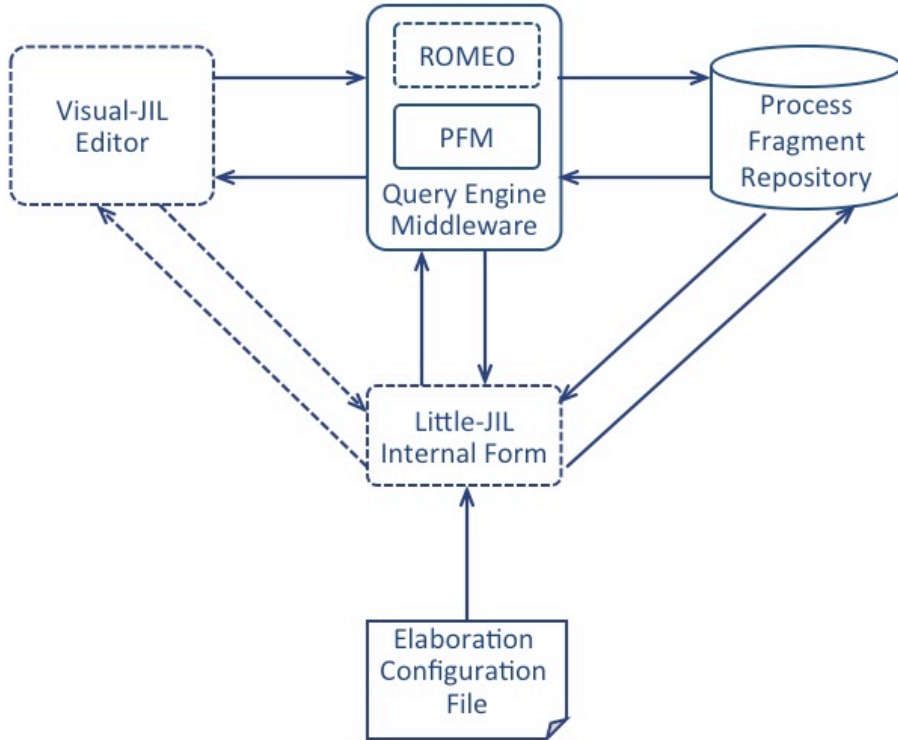 Visual-JIL
Editor
ROMEO
PFM
Query Engine
Middleware
Process
Fragment
Repository
Little-JIL
Internal Form
Elaboration
Configuration
File